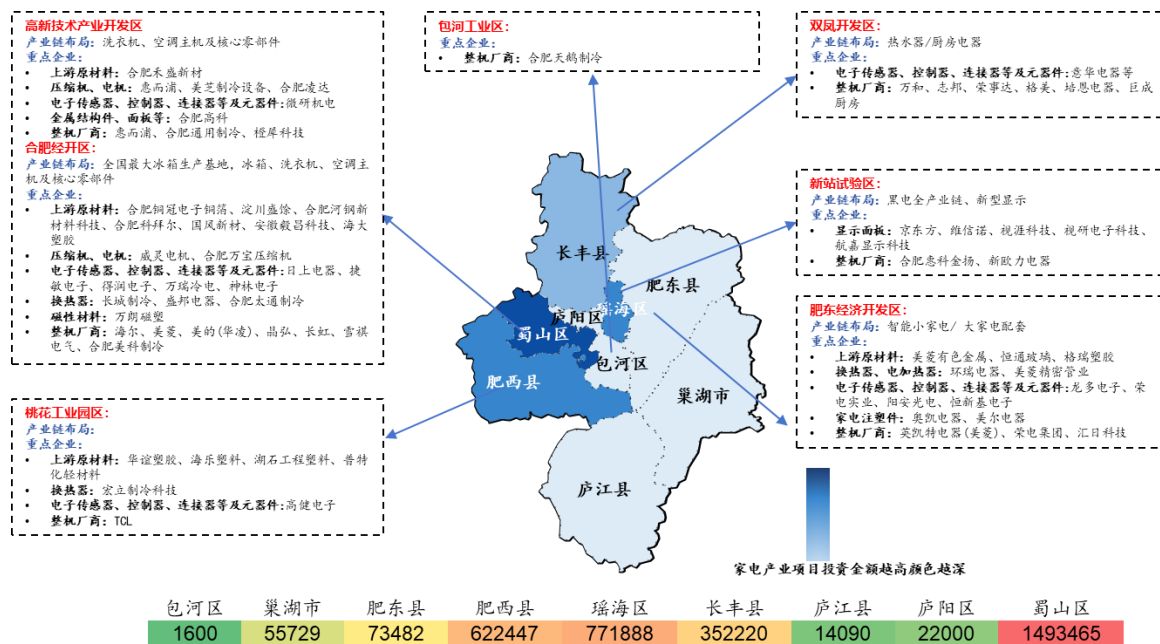 高新技术产业开发区
产业链布局：洗衣机、空调主机及核心零部件
重点企业：
• 上游原材料：合肥禾盛新材
• 压缩机、电机：惠而浦、美芝制冷设备、合肥凌达
• 电子传感器、控制器、连接器等及元器件:微研机电
• 金属结构件、面板等：合肥高科
• 整机厂商：惠而浦、合肥通用制冷、橙犀科技
合肥经开区：
产业链布局：全国最大冰箱生产基地，冰箱、洗衣机、空调主
机及核心零部件
重点企业：
• 上游原材料：合肥铜冠电子铜箔、淀川盛馀、合肥河钢新
材料科技、合肥科拜尔、国风新材、安徽毅昌科技、海大
塑胶
• 压缩机、电机：威灵电机、合肥万宝压缩机
• 电子传感器、控制器、连接器等及元器件:日上电器、捷
敏电子、得润电子、万瑞冷电、神林电子
• 换热器：长城制冷、盛邦电器、合肥太通制冷
• 磁性材料：万朗磁塑
• 整机厂商：海尔、美菱、美的(华凌)、晶弘、长虹、雪祺
电气、合肥美科制冷
桃花工业园区：
产业链布局：
重点企业：
• 上游原材料：华谊塑胶、海乐塑料、湖石工程塑料、普特
化轻材料
• 换热器：宏立制冷科技
• 电子传感器、控制器、连接器等及元器件:高健电子
• 整机厂商：TCL
包河工业区：
产业链布局：
重点企业：
• 整机厂商：合肥天鹅制冷
双凤开发区：
产业链布局：热水器/厨房电器
重点企业：
• 电子传感器、控制器、连接器等及元器件:意华电器等
• 整机厂商：万和、志邦、荣事达、格美、培恩电器、巨成
厨房
新站试验区：
产业链布局：黑电全产业链、新型显示
重点企业：
• 显示面板：京东方、维信诺、视涯科技、视研电子科技、
航嘉显示科技
• 整机厂商：合肥惠科金扬、新欧力电器
肥东经济开发区：
产业链布局：智能小家电/ 大家电配套
重点企业：
• 上游原材料：美菱有色金属、恒通玻璃、格瑞塑胶
• 换热器、电加热器：环瑞电器、美菱精密管业
• 电子传感器、控制器、连接器等及元器件:龙多电子、荣
电实业、阳安光电、恒新基电子
• 家电注塑件：奥凯电器、美尔电器
• 整机厂商：英凯特电器(美菱)、荣电集团、汇日科技
长丰县
肥东县
瑶海区
庐阳区
蜀山区
包河区
肥西县
巢湖市
庐江县
家电产业项目投资金额越高颜色越深
包河区 巢湖市 肥东县 肥西县 瑶海区 长丰县 庐江县 庐阳区 蜀山区
1600 55729 73482 622447 771888 352220 14090 22000 1493465